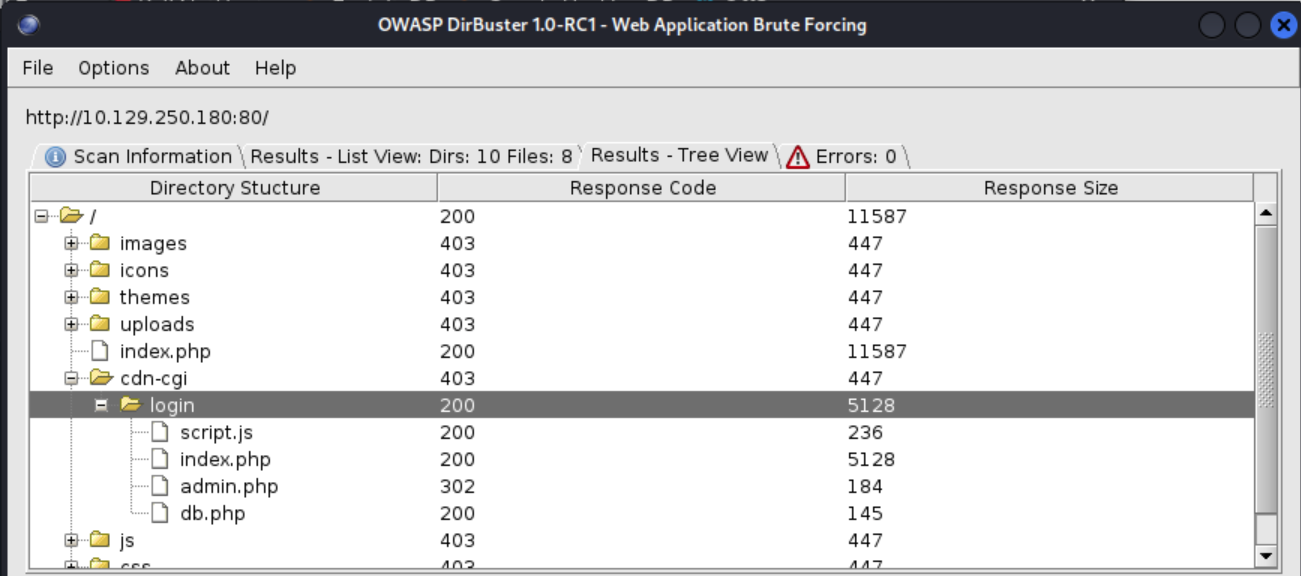 OWASP DirBuster 1.0-RC1 - Web Application Brute Forcing
File Options About Help
http://10.129.250.180:80/
Scan Information Results - List View: Dirs: 10 Files: 8 Results - Tree View Errors: 0
Directory Stucture Response Code Response Size
/ 200 11587
images 403 447
icons 403 447
themes 403 447
uploads 403 447
index.php 200 11587
cdn-cgi 403 447
login 200 5128
script.js 200 236
index.php 200 5128
admin.php 302 184
db.php 200 145
js 403 447
css 403 447